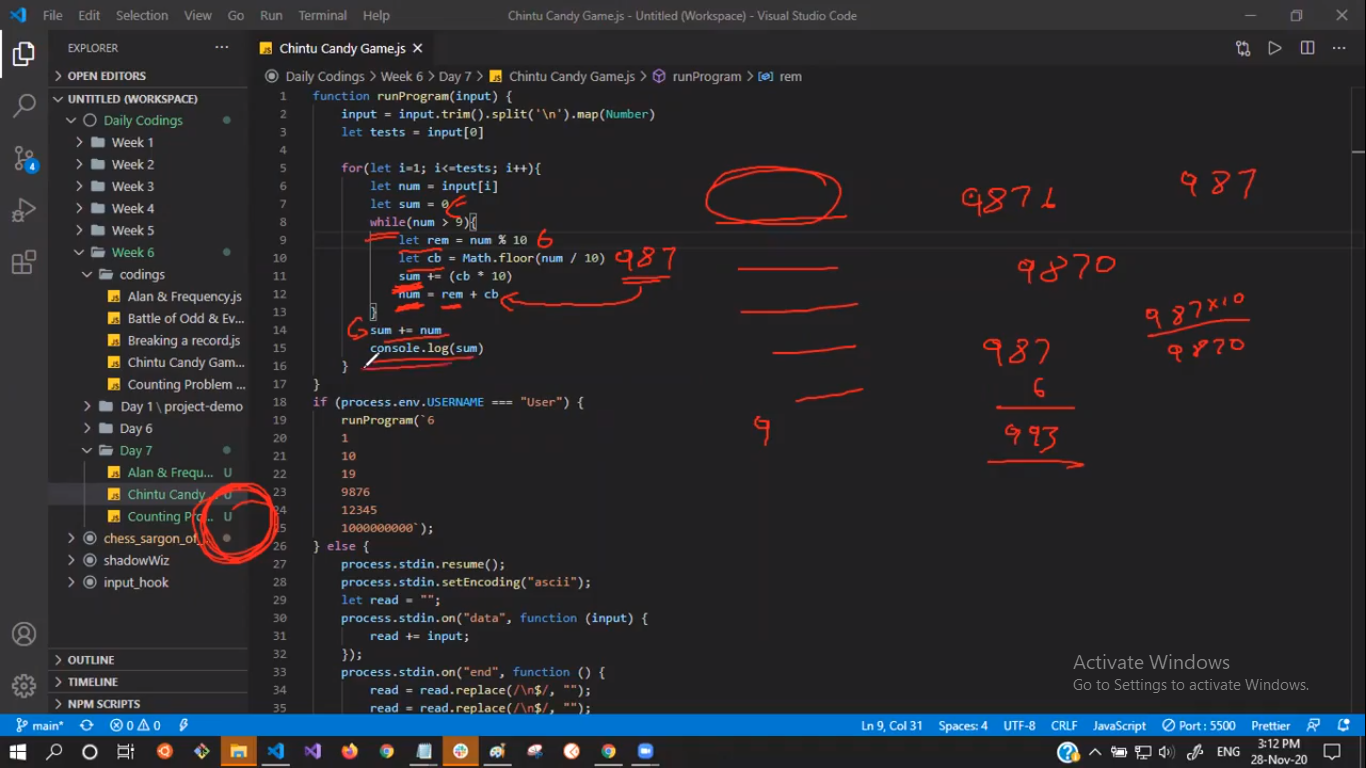 File Edit Selection View Go Run Terminal Help
Chintu Candy Game.js - Untitled (Workspace) - Visual Studio Code
EXPLORER
OPEN EDITORS
UNTITLED (WORKSPACE)
Daily Codings
Week 1
Week 2
Week 3
Week 4
Week 5
Week 6
codings
Alan & Frequency.js
Battle of Odd & Ev...
Breaking a record.js
Chintu Candy Gam...
Counting Problem ...
Day 1 \ project-demo
Day 6
Day 7
Alan & Frequ... U
Chintu Candy
Counting Pro... U
chess_sargon_of_
shadowWiz
input_hook
OUTLINE
TIMELINE
NPM SCRIPTS
4
Chintu Candy Game.js
Daily Codings > Week 6 > Day 7 > Chintu Candy Game.js > runProgram > rem
1 function runProgram(input) {
2 input = input.trim().split('\n').map(Number)
3 let tests = input[0]
4
5 for(let i=1; i<=tests; i++){
6 let num = input[i]
7 let sum = 0
8 while(num > 9){
9 let rem = num % 10 6
10 let cb = Math.floor(num / 10) 987
11 sum += (cb * 10)
12 num = rem + cb
13 }
14 sum += num
15 console.log(sum)
16 }
17 }
18 if (process.env.USERNAME === "User") {
19 runProgram(`6
20 1
21 10
22 19
23 9876
24 12345
25 1000000000`);
26 } else {
27 process.stdin.resume();
28 process.stdin.setEncoding("ascii");
29 let read = "";
30 process.stdin.on("data", function (input) {
31 read += input;
32 });
33 process.stdin.on("end", function () {
34 read = read.replace(/\n$/, "");
35 read = read.replace(/\n$/, "");
9876
987
9870
987×10
9870
987
6
993
9
Activate Windows
Go to Settings to activate Windows.
main* 0 0 Ln 9, Col 31 Spaces: 4 UTF-8 CRLF JavaScript Port : 5500 Prettier
ENG
3:12 PM
28-Nov-20